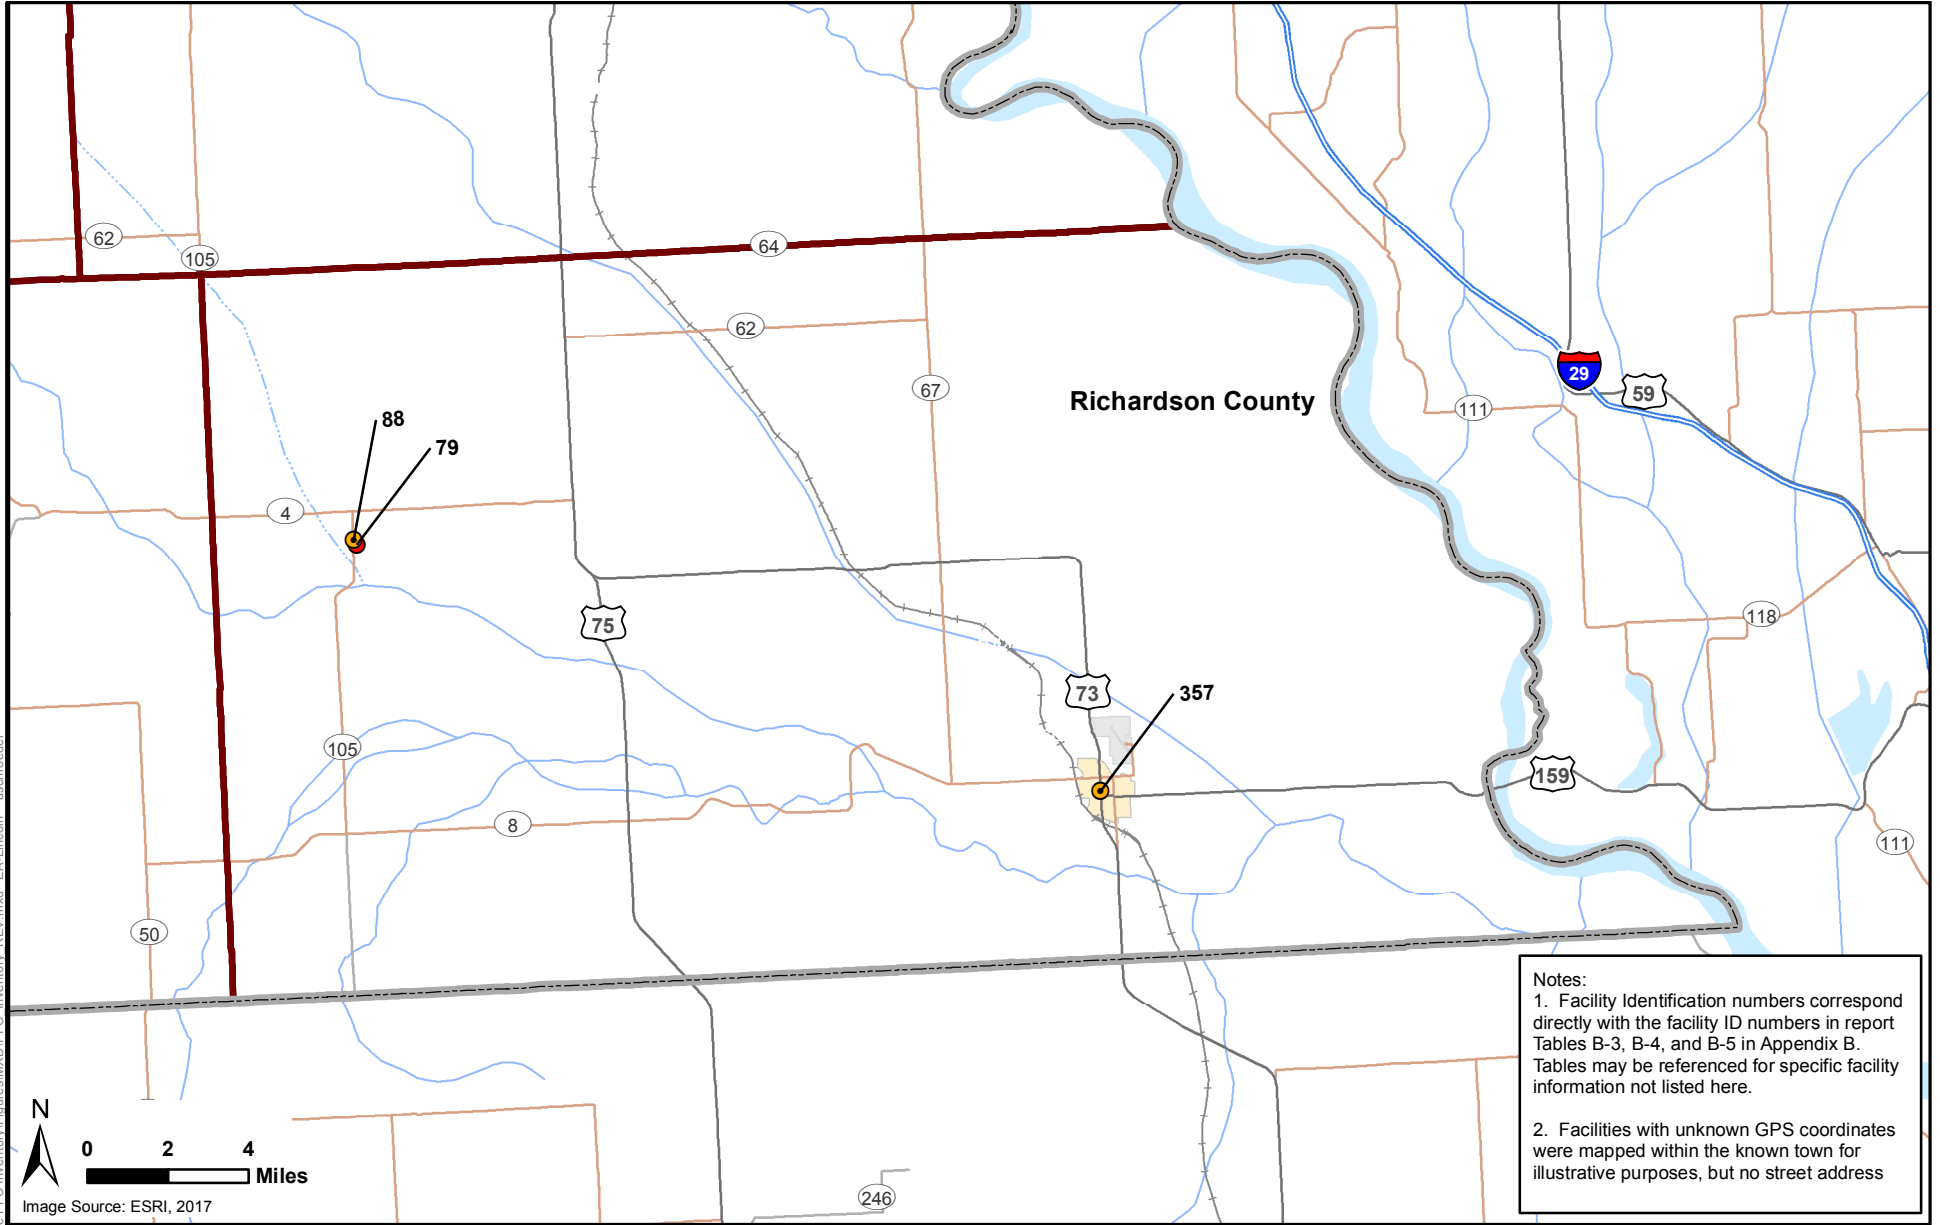 62
105
64
62
67
Richardson County
29
59
111
88
79
4
75
118
73
357
105
159
8
111
50
Notes:
1. Facility Identification numbers correspond
directly with the facility ID numbers in report
Tables B-3, B-4, and B-5 in Appendix B.
Tables may be referenced for specific facility
information not listed here.
2. Facilities with unknown GPS coordinates
were mapped within the known town for
illustrative purposes, but no street address
N
0 2 4
Miles
246
Image Source: ESRI, 2017